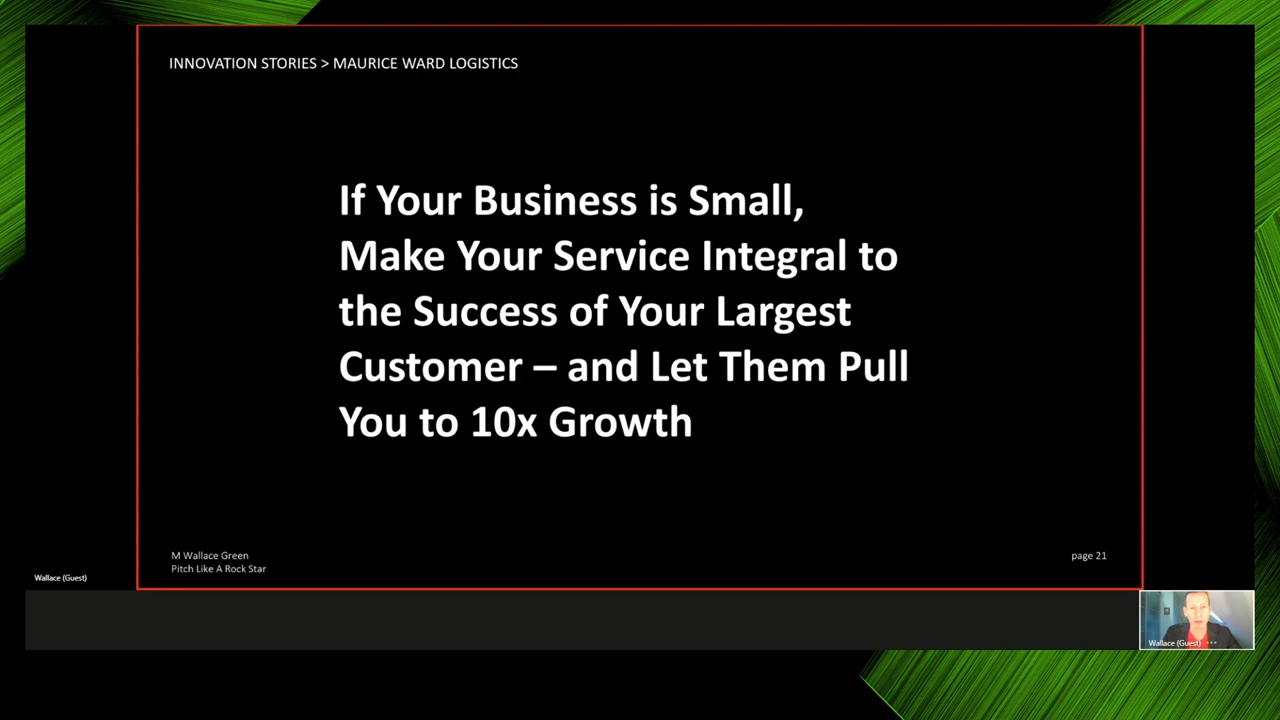 INNOVATION STORIES > MAURICE WARD LOGISTICS
If Your Business is Small,
Make Your Service Integral to
the Success of Your Largest
Customer – and Let Them Pull
You to 10x Growth
M Wallace Green
Pitch Like A Rock Star
page 21
Wallace (Guest)
Wallace (Guest)